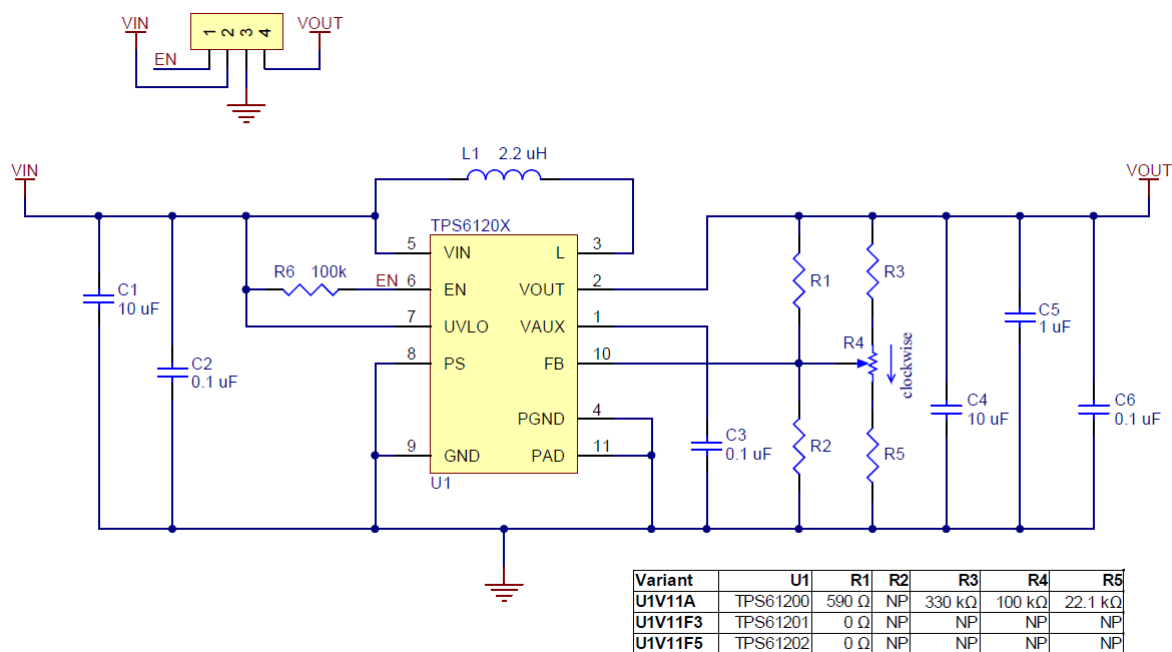 VIN
VOUT
1 2 3 4
EN
L1 2.2 uH
VIN
VOUT
TPS6120X
5 VIN L 3
R6 100k
EN 6 EN VOUT 2
7 UVLO VAUX 1
8 PS FB 10
PGND 4
9 GND PAD 11
U1
C1
10 uF
C2
0.1 uF
C3
0.1 uF
R1
R3
R4
clockwise
R2
R5
C4
10 uF
C5
1 uF
C6
0.1 uF
Variant U1 R1 R2 R3 R4 R5
U1V11A TPS61200 590 Ω NP 330 kΩ 100 kΩ 22.1 kΩ
U1V11F3 TPS61201 0 Ω NP NP NP NP
U1V11F5 TPS61202 0 Ω NP NP NP NP